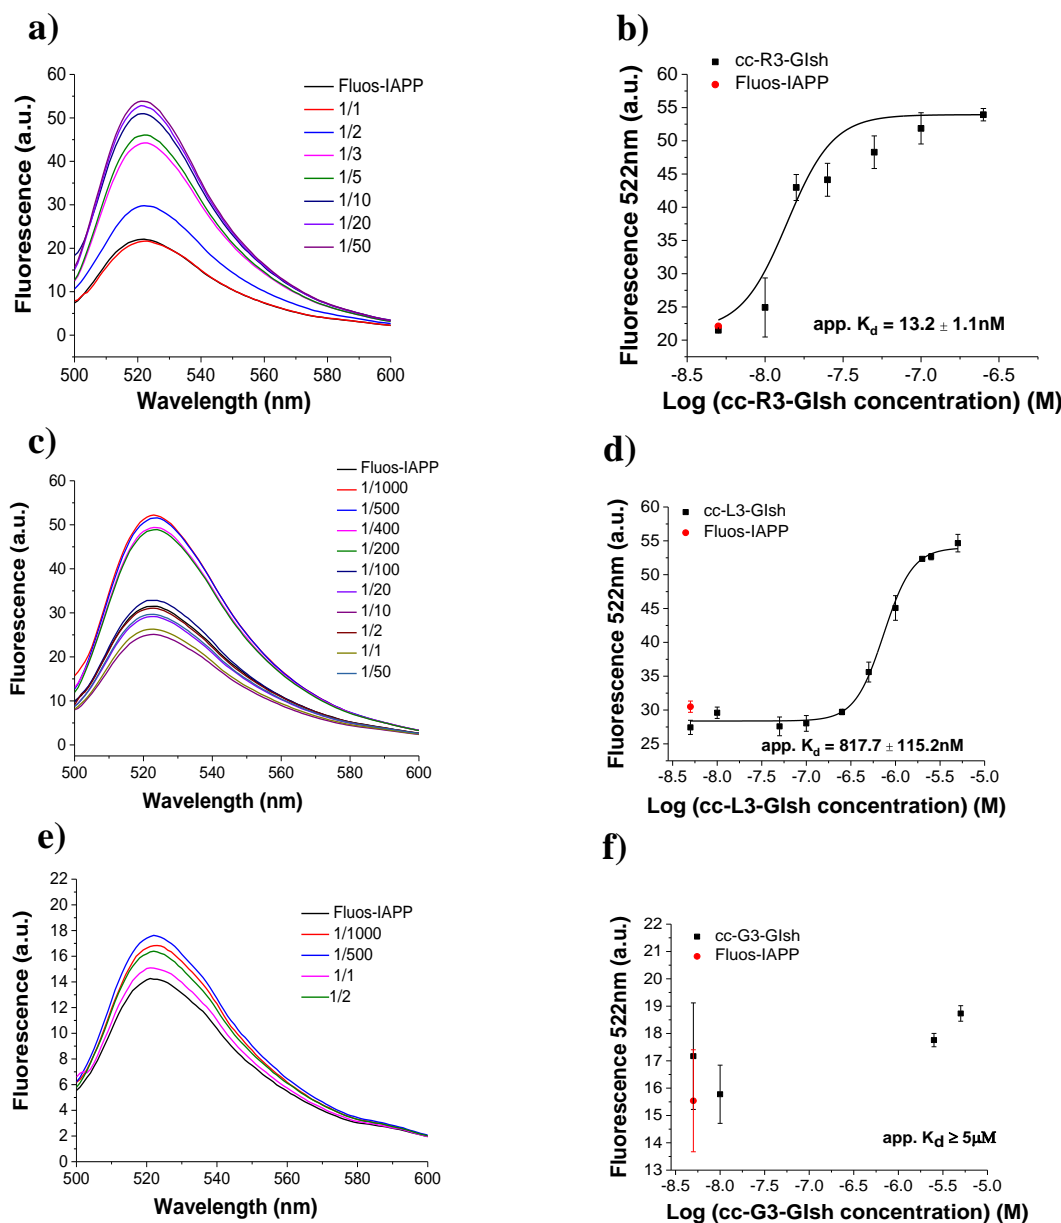 a)
Fluorescence (a.u.)
60
50
40
30
20
10
0
500 520 540 560 580 600
Wavelength (nm)
Fluos-IAPP
1/1
1/2
1/3
1/5
1/10
1/20
1/50
b)
Fluorescence 522nm (a.u.)
60
55
50
45
40
35
30
25
20
-8.5 -8.0 -7.5 -7.0 -6.5
Log (cc-R3-GIsh concentration) (M)
cc-R3-GIsh
Fluos-IAPP
app. Kd = 13.2 ± 1.1nM
c)
Fluorescence (a.u.)
60
50
40
30
20
10
0
500 520 540 560 580 600
Wavelength (nm)
Fluos-IAPP
1/1000
1/500
1/400
1/200
1/100
1/20
1/10
1/2
1/1
1/50
d)
Fluorescence 522nm (a.u.)
60
55
50
45
40
35
30
25
-8.5 -8.0 -7.5 -7.0 -6.5 -6.0 -5.5 -5.0
Log (cc-L3-GIsh concentration) (M)
cc-L3-GIsh
Fluos-IAPP
app. Kd = 817.7 ± 115.2nM
e)
Fluorescence (a.u.)
22
20
18
16
14
12
10
8
6
4
2
0
500 520 540 560 580 600
Wavelength (nm)
Fluos-IAPP
1/1000
1/500
1/1
1/2
f)
Fluorescence 522nm (a.u.)
22
21
20
19
18
17
16
15
14
13
-8.5 -8.0 -7.5 -7.0 -6.5 -6.0 -5.5 -5.0
Log (cc-G3-GIsh concentration) (M)
cc-G3-GIsh
Fluos-IAPP
app. Kd ≥ 5µM